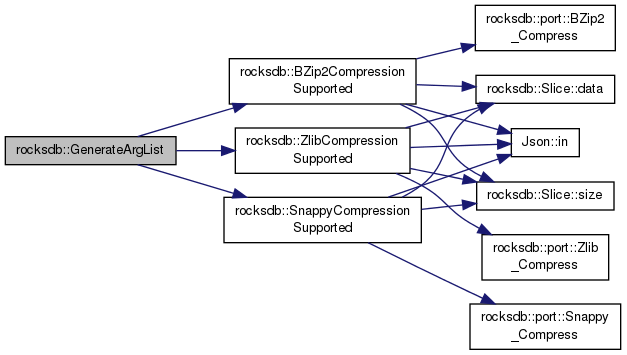 rocksdb::GenerateArgList
rocksdb::BZip2Compression
Supported
rocksdb::ZlibCompression
Supported
rocksdb::SnappyCompression
Supported
rocksdb::port::BZip2
_Compress
rocksdb::Slice::data
Json::in
rocksdb::Slice::size
rocksdb::port::Zlib
_Compress
rocksdb::port::Snappy
_Compress